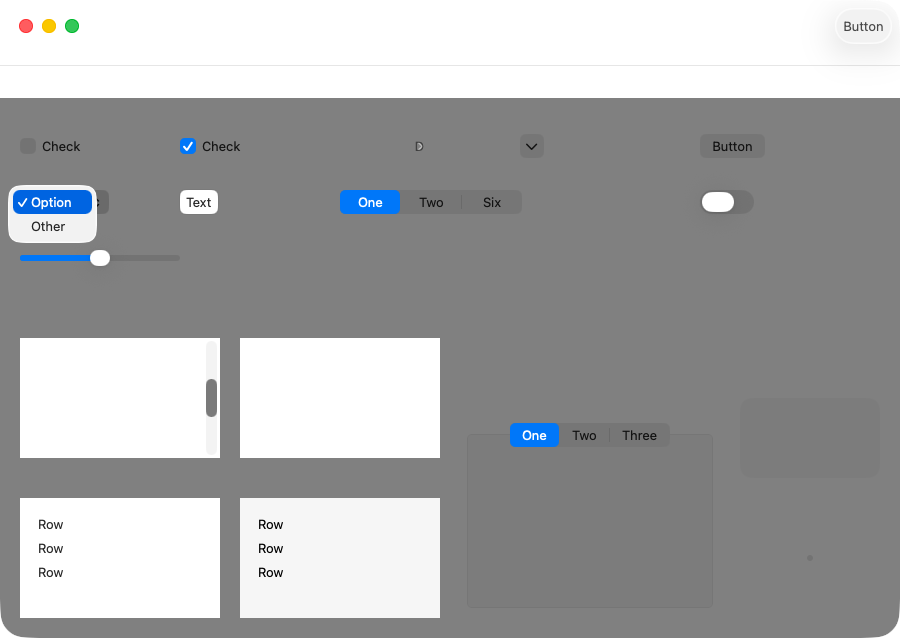 Button
Check
Check
Button
Option
Other
Text
One Two Six
One Two Three
Row
Row
Row
Row
Row
Row